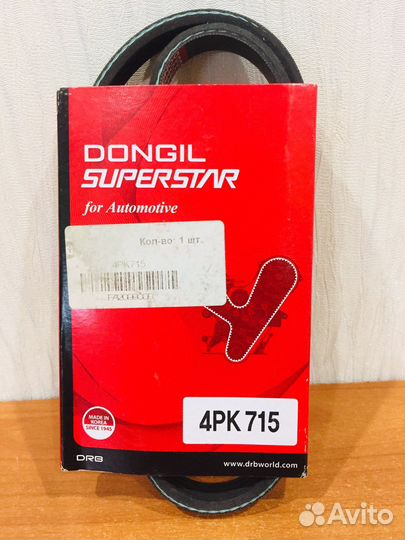 DONGIL
SUPERSTAR
for Automotive
Кол-во: 1 шт.
4PK715
MADE IN
KOREA
SINCE 1945
4PK 715
DRB
www.drbworld.com
Avito